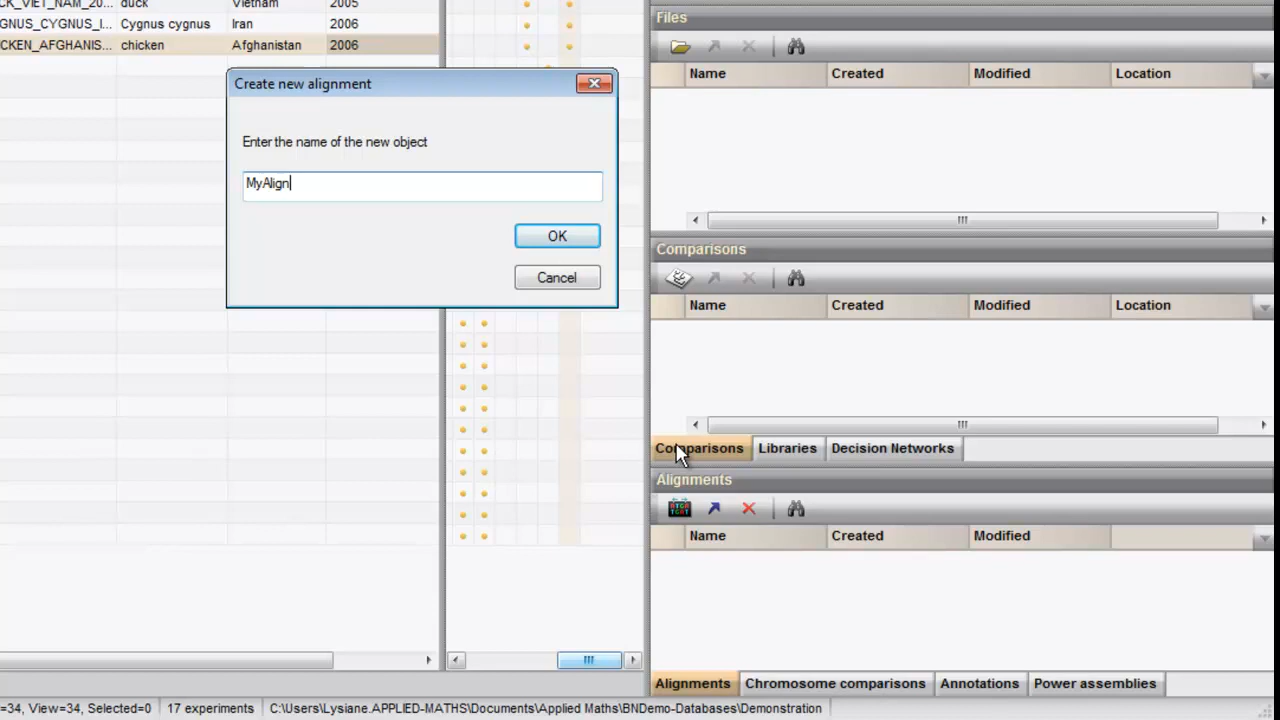 CK_VIET_NAM_20... duck Vietnam 2005
GNUS_CYGNUS_I... Cygnus cygnus Iran 2006
CKEN_AFGHANIS... chicken Afghanistan 2006
Create new alignment
Enter the name of the new object
MyAlign
OK
Cancel
Files
Name Created Modified Location
Comparisons
Name Created Modified Location
Comparisons Libraries Decision Networks
Alignments
Name Created Modified
Alignments Chromosome comparisons Annotations Power assemblies
=34, View=34, Selected=0 17 experiments C:\Users\Lysiane.APPLIED-MATHS\Documents\Applied Maths\BNDemo-Databases\Demonstration